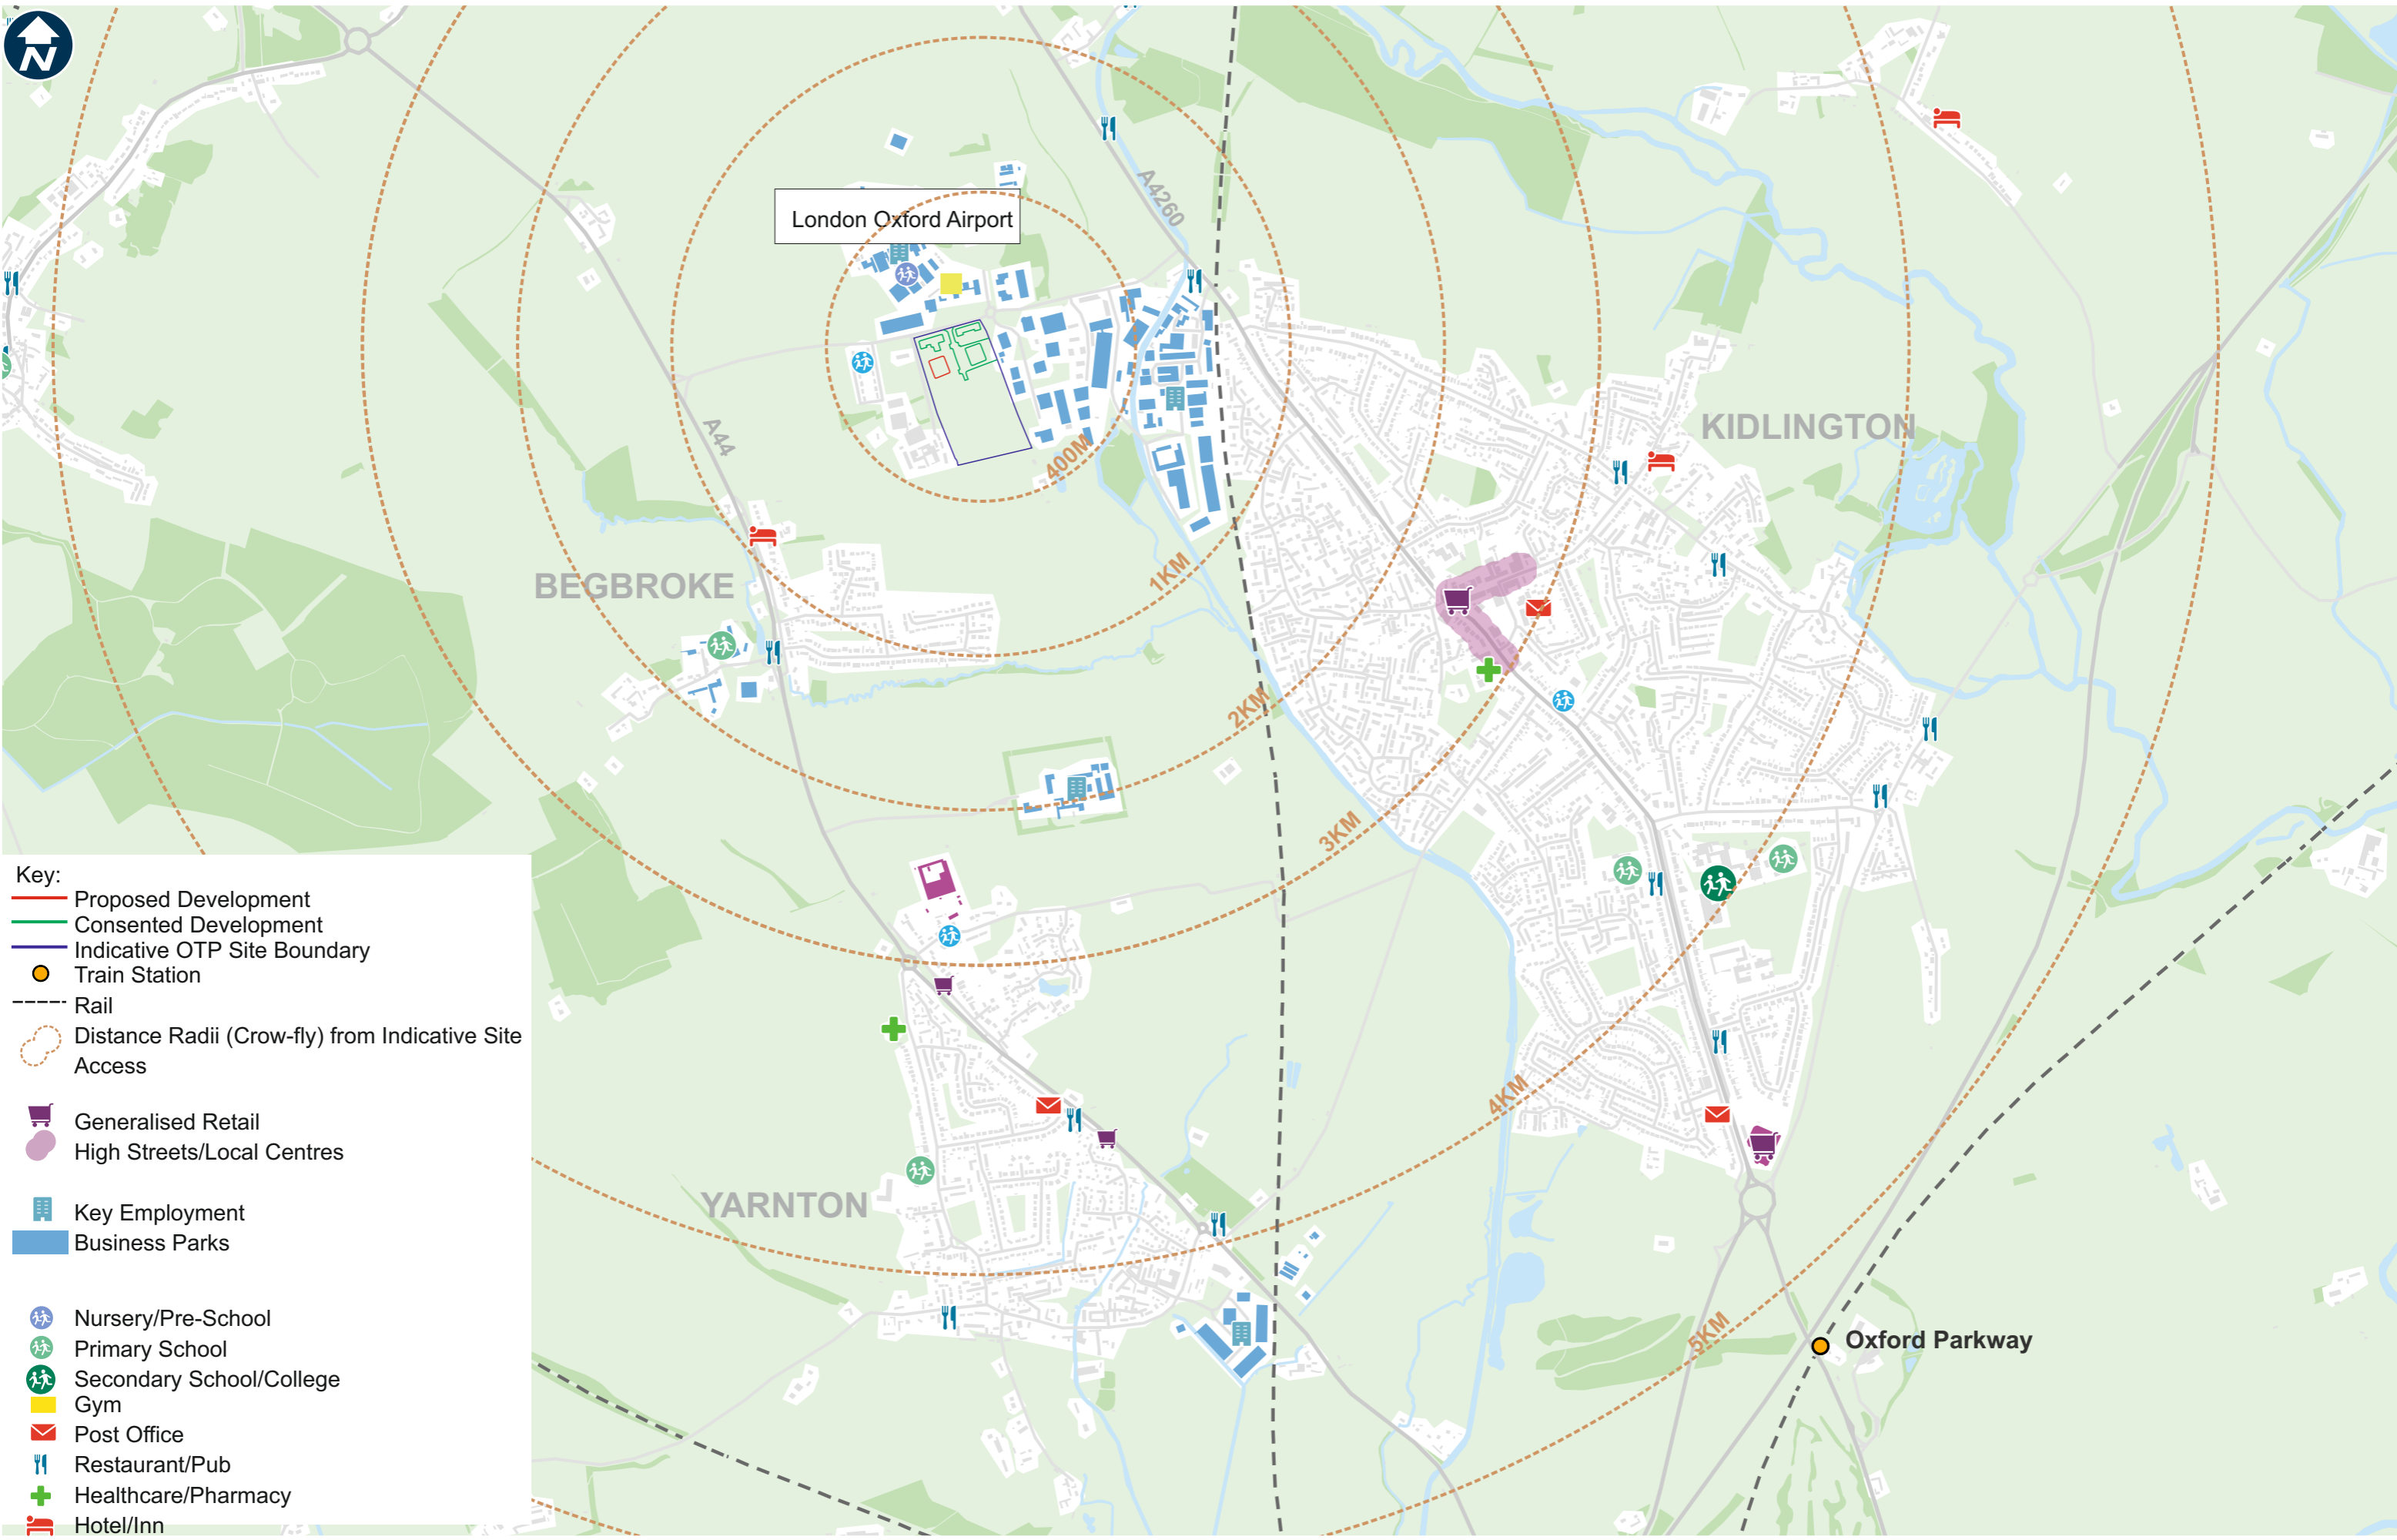 N
London Oxford Airport
A4260
KIDLINGTON
A44
400M
BEGBROKE
1KM
2KM
3KM
4KM
YARNTON
5KM
Oxford Parkway
Key:
Proposed Development
Consented Development
Indicative OTP Site Boundary
Train Station
Rail
Distance Radii (Crow-fly) from Indicative Site
Access
Generalised Retail
High Streets/Local Centres
Key Employment
Business Parks
Nursery/Pre-School
Primary School
Secondary School/College
Gym
Post Office
Restaurant/Pub
Healthcare/Pharmacy
Hotel/Inn